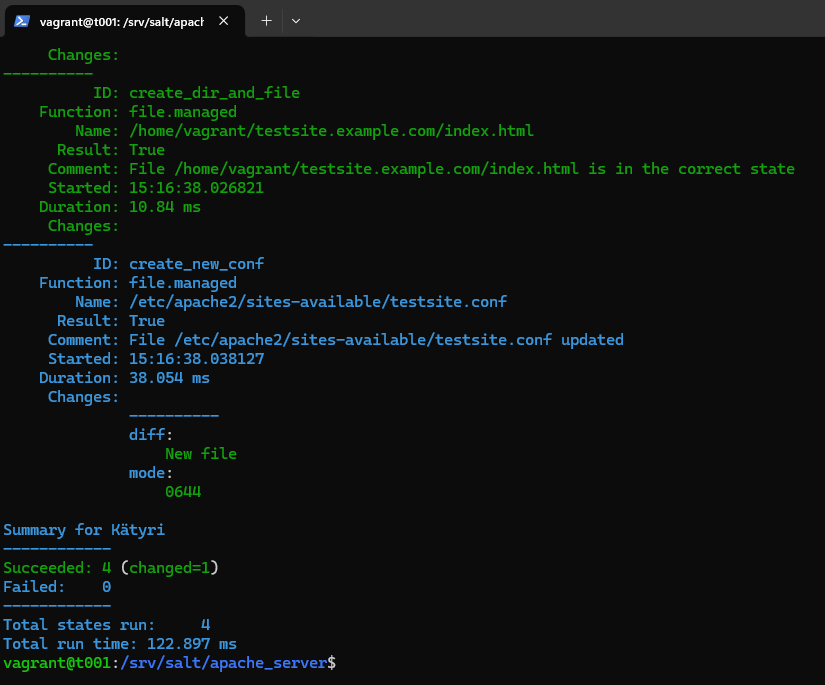 vagrant@t001: /srv/salt/apach
Changes:
----------
ID: create_dir_and_file
Function: file.managed
Name: /home/vagrant/testsite.example.com/index.html
Result: True
Comment: File /home/vagrant/testsite.example.com/index.html is in the correct state
Started: 15:16:38.026821
Duration: 10.84 ms
Changes:
----------
ID: create_new_conf
Function: file.managed
Name: /etc/apache2/sites-available/testsite.conf
Result: True
Comment: File /etc/apache2/sites-available/testsite.conf updated
Started: 15:16:38.038127
Duration: 38.054 ms
Changes:
----------
diff:
New file
mode:
0644
Summary for Kätyri
------------
Succeeded: 4 (changed=1)
Failed:    0
------------
Total states run:     4
Total run time: 122.897 ms
vagrant@t001:/srv/salt/apache_server$